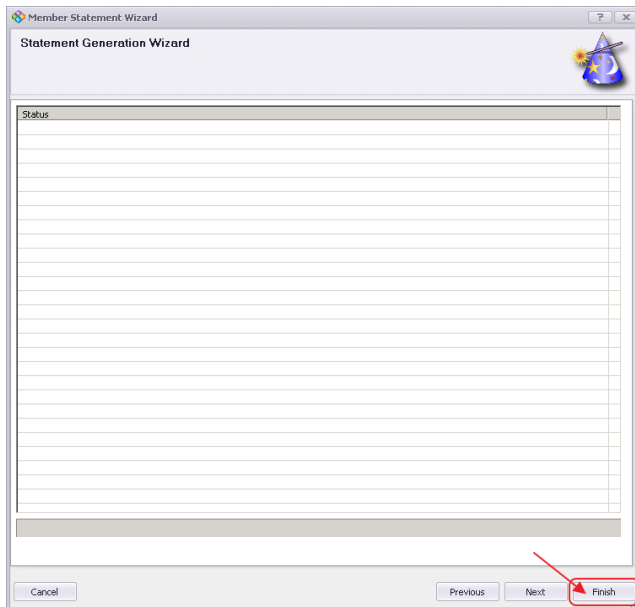 Member Statement Wizard
Statement Generation Wizard
Status
Cancel
Previous
Next
Finish